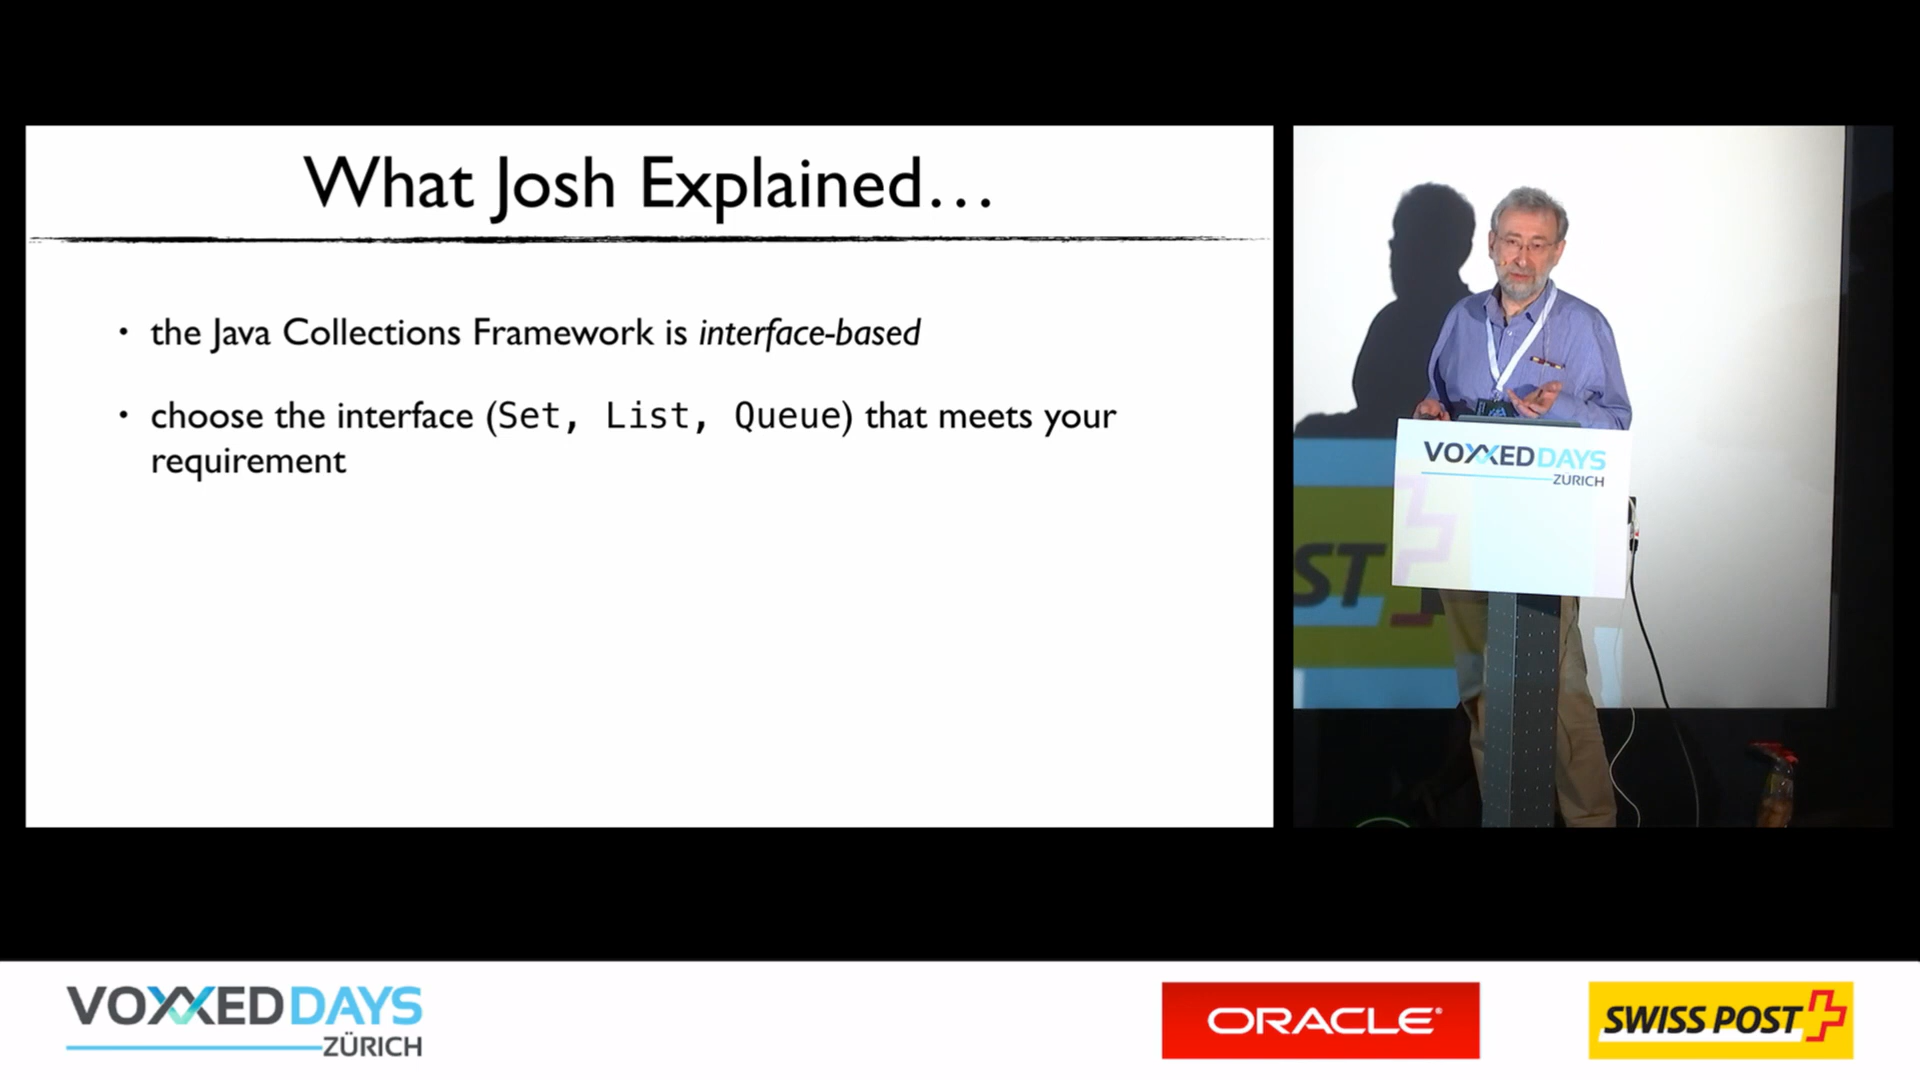 What Josh Explained…
• the Java Collections Framework is interface-based
• choose the interface (Set, List, Queue) that meets your
requirement
VOXXED DAYS
ZÜRICH
ST
VOXXED DAYS
ZÜRICH
ORACLE®
SWISS POST